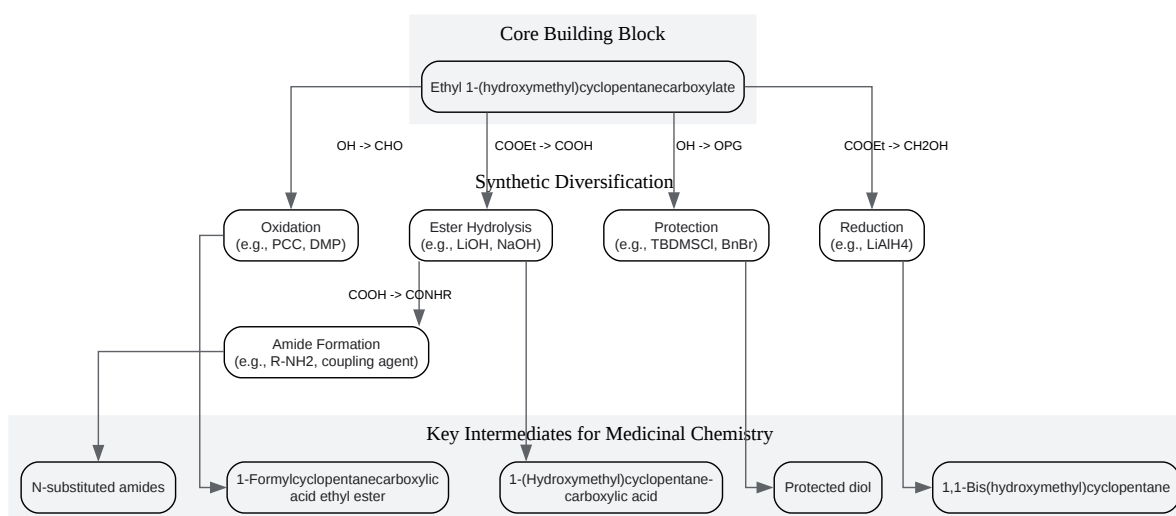 Core Building Block
Ethyl 1-(hydroxymethyl)cyclopentanecarboxylate
OH -> CHO
COOEt -> COOH
OH -> OPG
COOEt -> CH2OH
Synthetic Diversification
Oxidation
(e.g., PCC, DMP)
Ester Hydrolysis
(e.g., LiOH, NaOH)
Protection
(e.g., TBDMSCl, BnBr)
Reduction
(e.g., LiAlH4)
COOH -> CONHR
Amide Formation
(e.g., R-NH2, coupling agent)
Key Intermediates for Medicinal Chemistry
N-substituted amides
1-Formylcyclopentanecarboxylic
acid ethyl ester
1-(Hydroxymethyl)cyclopentane-
carboxylic acid
Protected diol
1,1-Bis(hydroxymethyl)cyclopentane